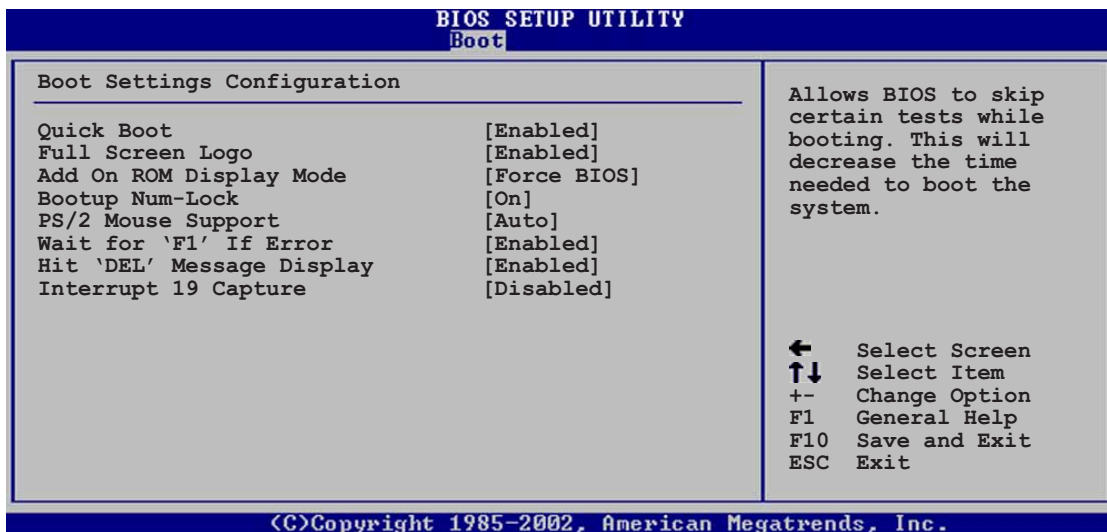 BIOS SETUP UTILITY
Boot
Boot Settings Configuration
Quick Boot [Enabled]
Full Screen Logo [Enabled]
Add On ROM Display Mode [Force BIOS]
Bootup Num-Lock [On]
PS/2 Mouse Support [Auto]
Wait for ‘F1’ If Error [Enabled]
Hit ‘DEL’ Message Display [Enabled]
Interrupt 19 Capture [Disabled]
Allows BIOS to skip
certain tests while
booting. This will
decrease the time
needed to boot the
system.
← Select Screen
↑↓ Select Item
+- Change Option
F1 General Help
F10 Save and Exit
ESC Exit
(C)Copyright 1985-2002, American Megatrends, Inc.